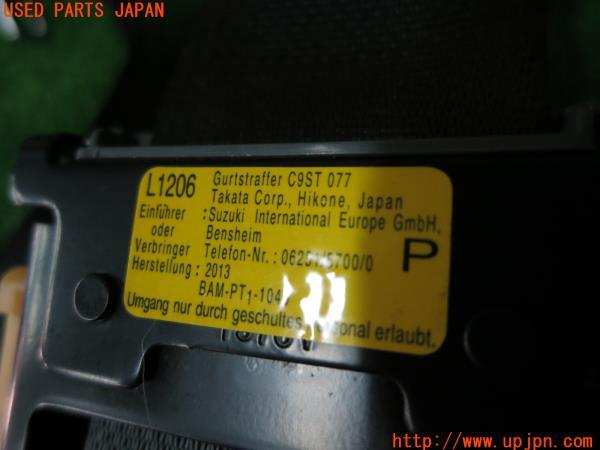 USED PARTS JAPAN
L1206 Gurtstraffer C9ST 077
Takata Corp., Hikone, Japan
Einführer :Suzuki International Europe GmbH,
oder Bensheim
Verbringer Telefon-Nr.: /0
Herstellung : 2013
P
Umgang nur durch geschultes erlaubt.
http://www.upjpn.com/